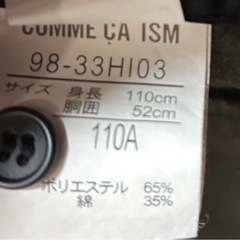 COMME ÇA ISM
98-33HI03
サイズ 身長 110cm
胴囲 52cm
110A
ポリエステル 65%
綿 35%